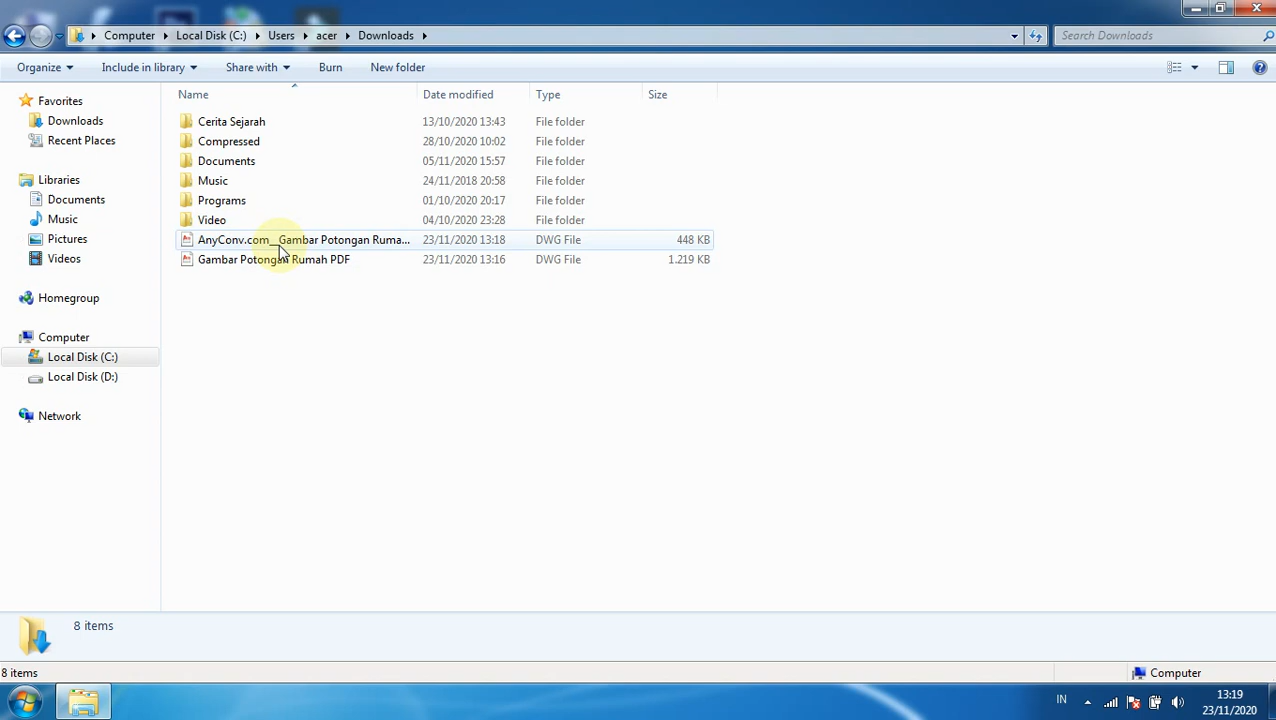 Computer Local Disk (C:) Users acer Downloads
Search Downloads
Organize Include in library Share with Burn New folder
Name Date modified Type Size
Favorites
Downloads
Recent Places
Libraries
Documents
Music
Pictures
Videos
Homegroup
Computer
Local Disk (C:)
Local Disk (D:)
Network
Cerita Sejarah 13/10/2020 13:43 File folder
Compressed 28/10/2020 10:02 File folder
Documents 05/11/2020 15:57 File folder
Music 24/11/2018 20:58 File folder
Programs 01/10/2020 20:17 File folder
Video 04/10/2020 23:28 File folder
AnyConv.com__Gambar Potongan Ruma... 23/11/2020 13:18 DWG File 448 KB
Gambar Potongan Rumah PDF 23/11/2020 13:16 DWG File 1.219 KB
8 items
8 items Computer
IN 13:19
23/11/2020